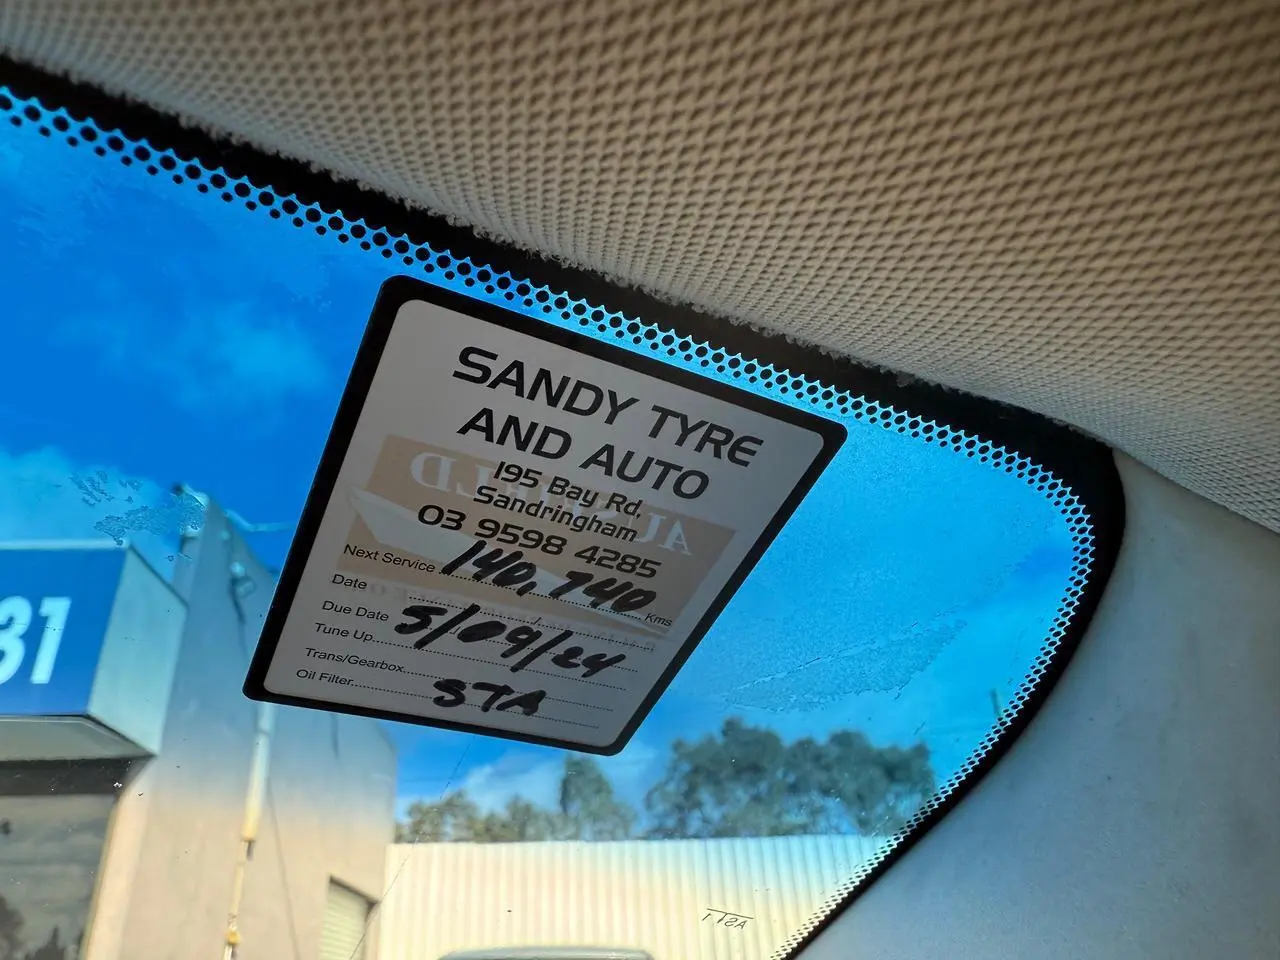 SANDY TYRE
AND AUTO
195 Bay Rd,
Sandringham
03 9598 4285
Next Service 140,740 Kms
Date
Due Date 5/09/24
Tune Up
Trans/Gearbox
Oil Filter STA
31